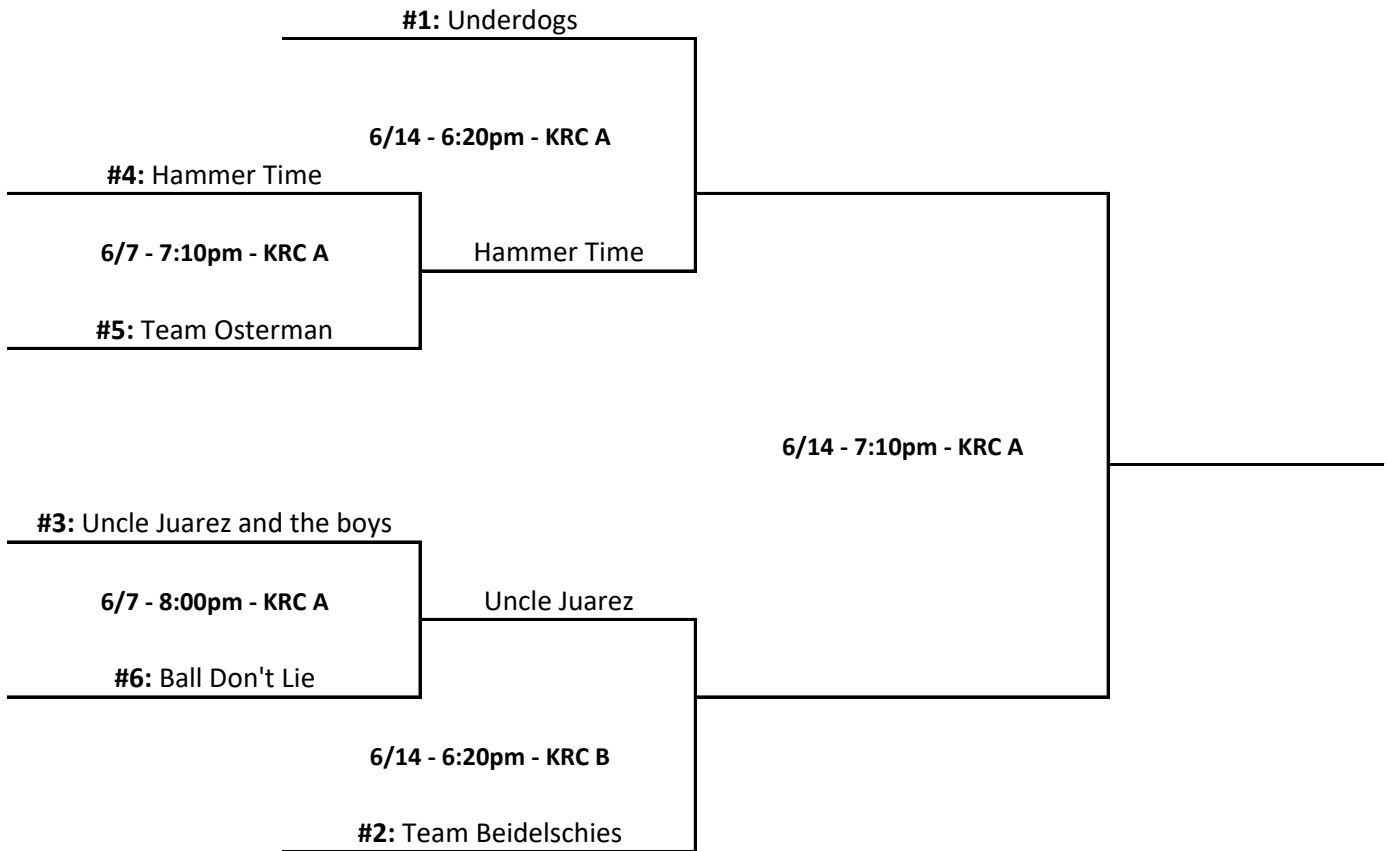 #1: Underdogs
6/14 - 6:20pm - KRC A
#4: Hammer Time
6/7 - 7:10pm - KRC A
Hammer Time
#5: Team Osterman
6/14 - 7:10pm - KRC A
#3: Uncle Juarez and the boys
6/7 - 8:00pm - KRC A
Uncle Juarez
#6: Ball Don't Lie
6/14 - 6:20pm - KRC B
#2: Team Beidelschies